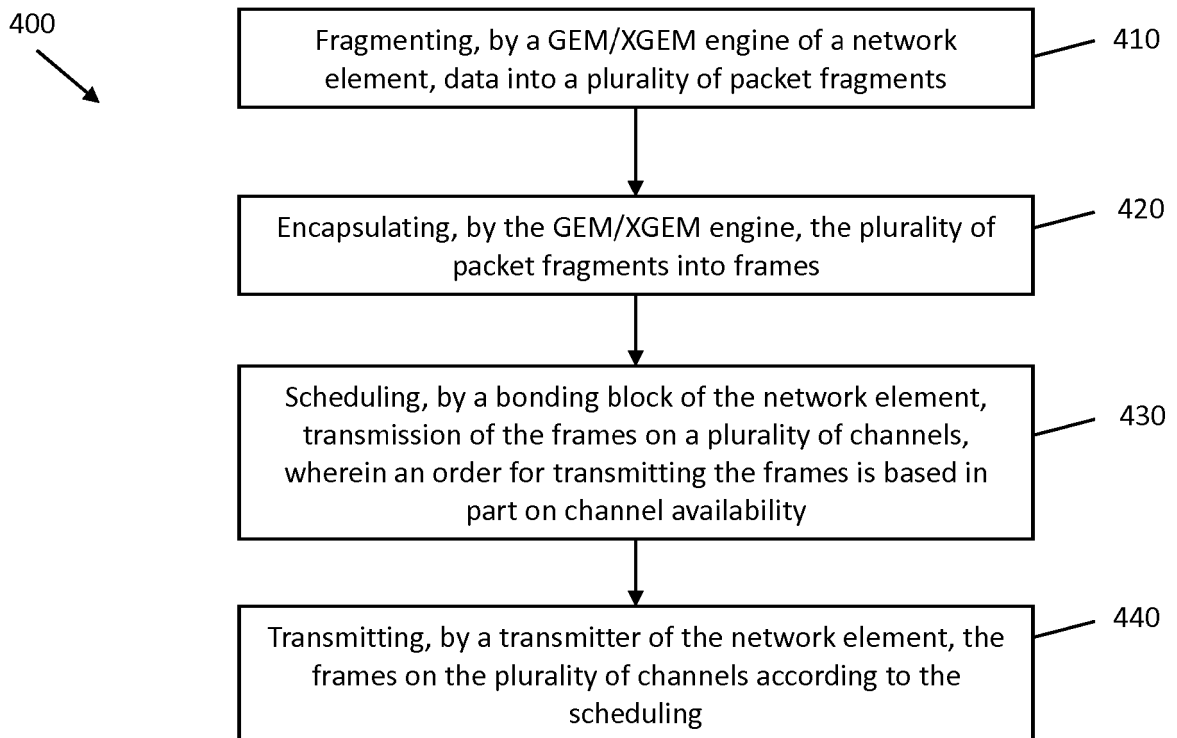 400
Fragmenting, by a GEM/XGEM engine of a network
element, data into a plurality of packet fragments
410
Encapsulating, by the GEM/XGEM engine, the plurality of
packet fragments into frames
420
Scheduling, by a bonding block of the network element,
transmission of the frames on a plurality of channels,
wherein an order for transmitting the frames is based in
part on channel availability
430
Transmitting, by a transmitter of the network element, the
frames on the plurality of channels according to the
scheduling
440